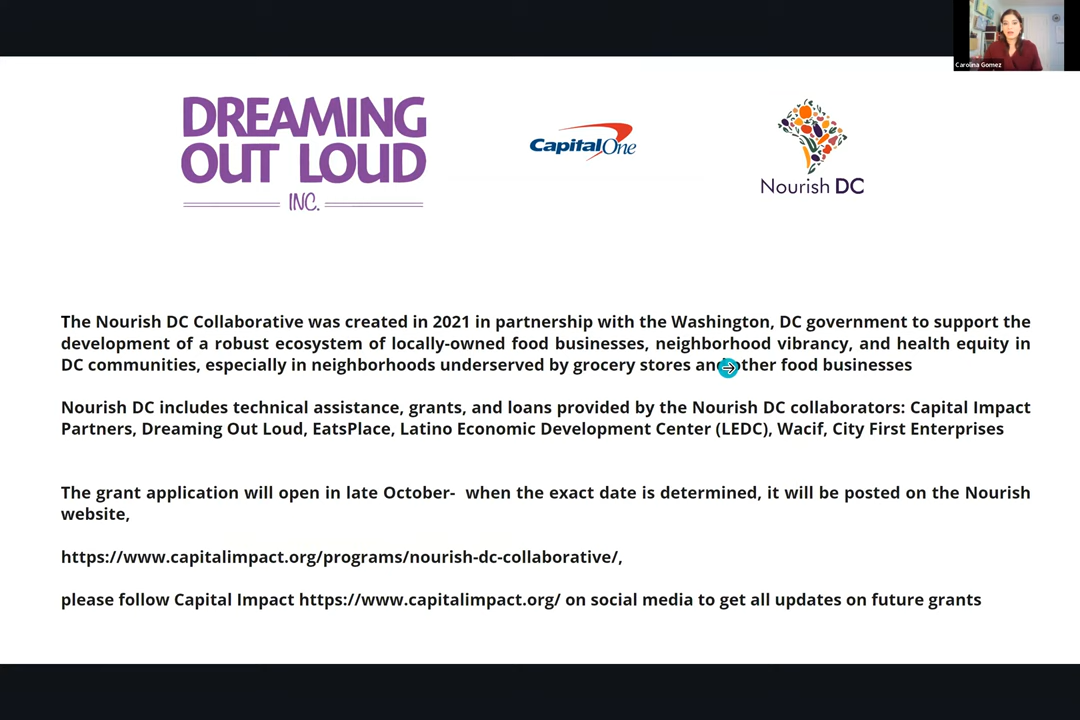 Carolina Gomez
DREAMING
OUT LOUD
INC.
CapitalOne
Nourish DC
The Nourish DC Collaborative was created in 2021 in partnership with the Washington, DC government to support the
development of a robust ecosystem of locally-owned food businesses, neighborhood vibrancy, and health equity in
DC communities, especially in neighborhoods underserved by grocery stores and other food businesses
Nourish DC includes technical assistance, grants, and loans provided by the Nourish DC collaborators: Capital Impact
Partners, Dreaming Out Loud, EatsPlace, Latino Economic Development Center (LEDC), Wacif, City First Enterprises
The grant application will open in late October- when the exact date is determined, it will be posted on the Nourish
website,
https://www.capitalimpact.org/programs/nourish-dc-collaborative/,
please follow Capital Impact https://www.capitalimpact.org/ on social media to get all updates on future grants